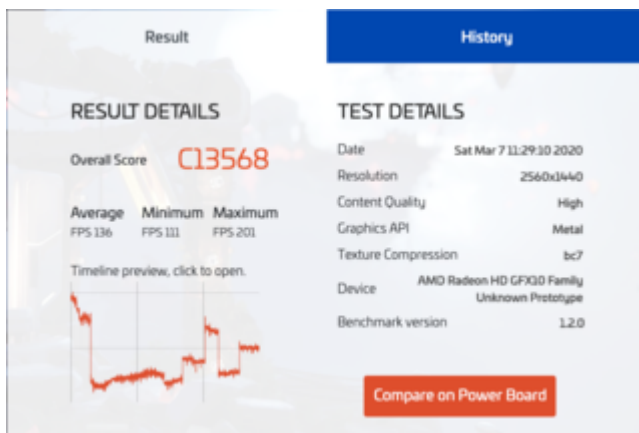 Result
History
RESULT DETAILS
Overall Score C13568
Average Minimum Maximum
FPS 136 FPS 111 FPS 201
Timeline preview, click to open.
TEST DETAILS
Date Sat Mar 7 11:29:10 2020
Resolution 2560x1440
Content Quality High
Graphics API Metal
Texture Compression bc7
Device AMD Radeon HD GFX10 Family
Unknown Prototype
Benchmark version 1.2.0
Compare on Power Board